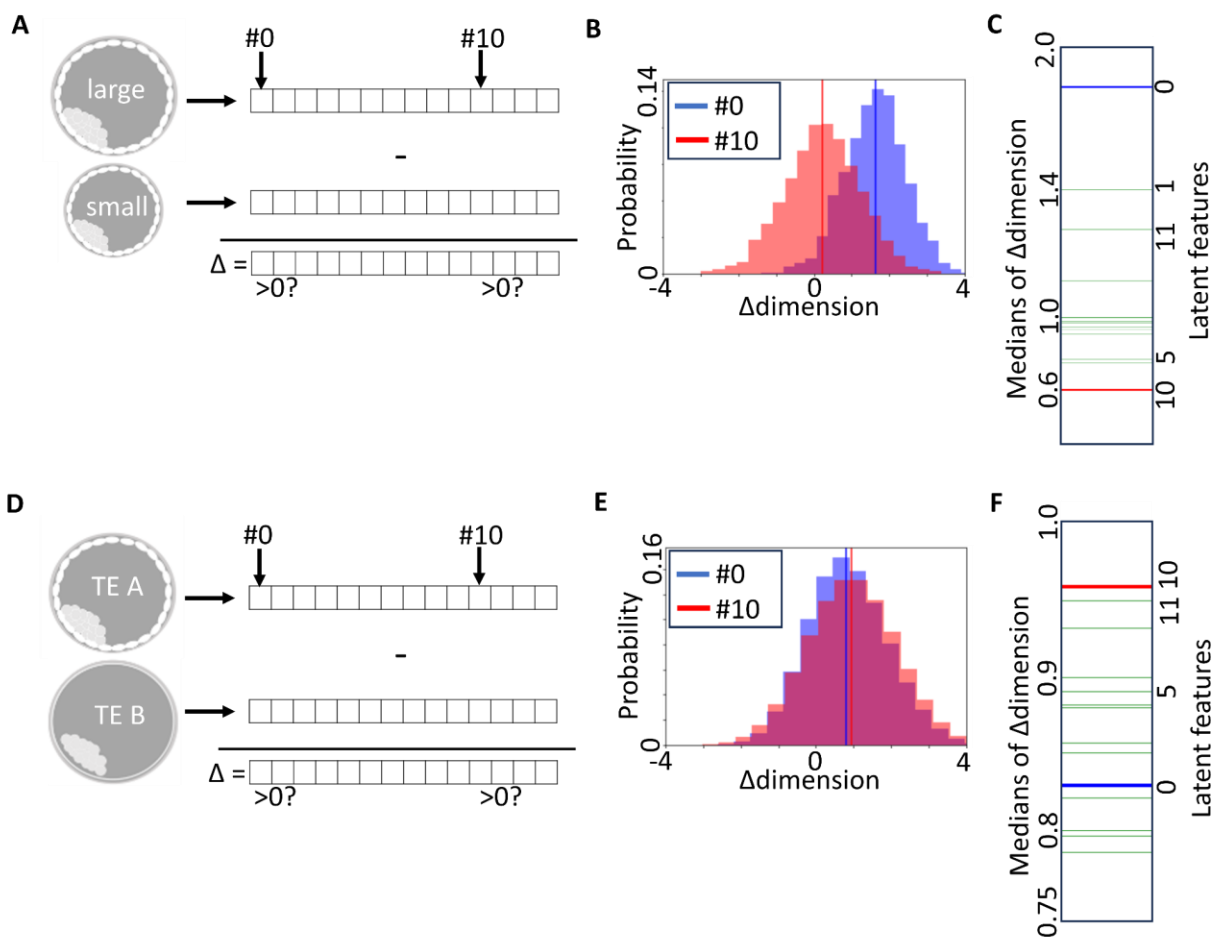 A
large
small
#0
#10
-
Δ =
>0?
>0?
B
0.14
Probability
0
#0
#10
-4
0
4
Δdimension
C
Medians of Δdimension
2.0
1.4
1.0
0.6
0
1
11
5
10
Latent features
D
TE A
TE B
#0
#10
-
Δ =
>0?
>0?
E
0.16
Probability
0
#0
#10
-4
0
4
Δdimension
F
Medians of Δdimension
1.0
0.9
0.8
0.75
10
11
5
0
Latent features